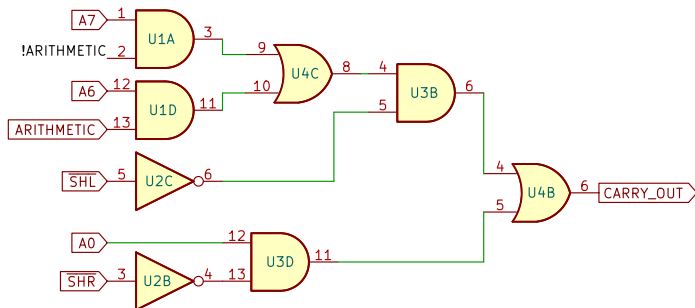 A7 1
U1A 3
!ARITHMETIC 2
9
U4C 8 4
A6 12
10
U3B 6
U1D 11
5
ARITHMETIC 13
SHL 5 U2C 6
4
U4B 6 CARRY_OUT
5
A0 12
U3D 11
SHR 3 U2B 4 13